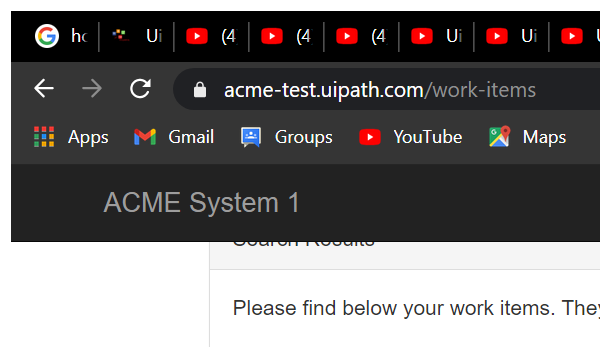 hc Ui (4 (4 (4 Ui Ui
acme-test.uipath.com/work-items
Apps Gmail Groups YouTube Maps
ACME System 1
Search Results
Please find below your work items. They